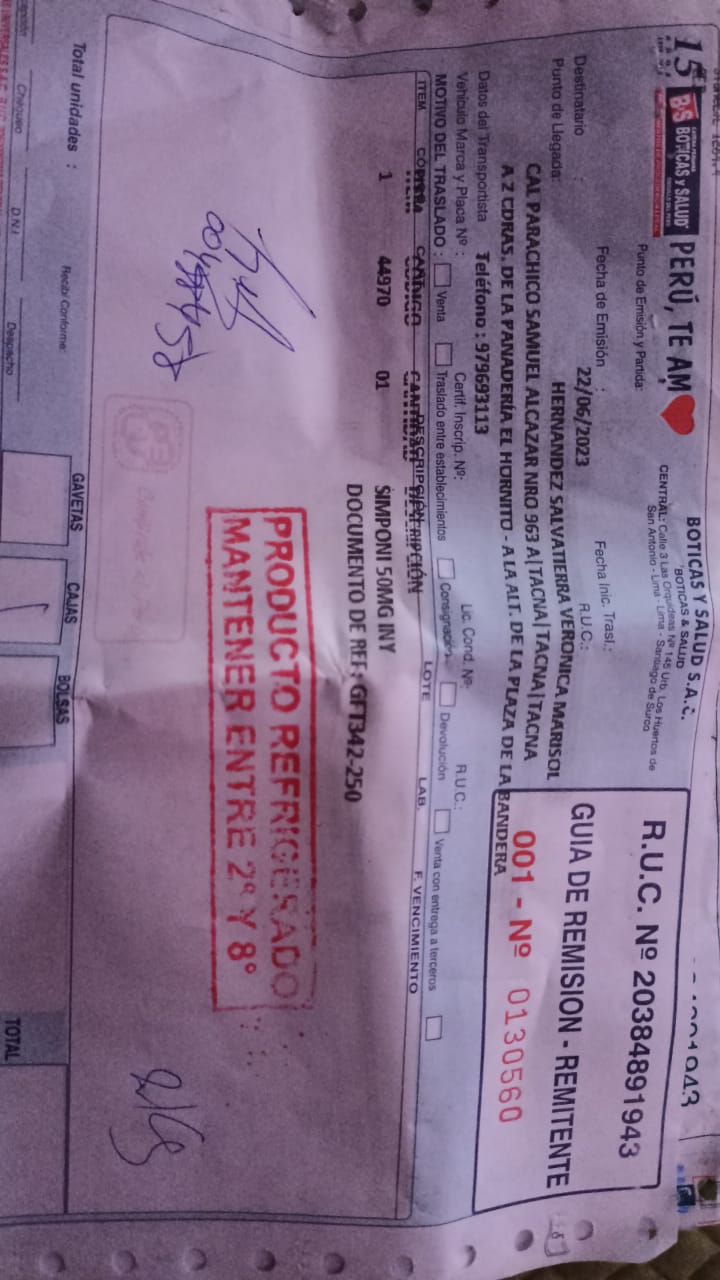 15
B·S BOTICAS y SALUD
PERÚ, TE AM
BOTICAS Y SALUD S.A.C.
"BOTICAS & SALUD
CENTRAL: Calle 3 Las Orquideas Nº 145 Urb. Los Huertos de
San Antonio - Lima - Lima - Santiago de Surco
R.U.C. Nº 20384891943
GUIA DE REMISION - REMITENTE
001 - Nº 0130560
Punto de Emisión y Partida:
Fecha de Emisión : 22/06/2023
Fecha Inic. Trasl.:
Destinatario : HERNANDEZ SALVATIERRA VERONICA MARISOL
R.U.C.:
Punto de Llegada: CAL PARACHICO SAMUEL ALCAZAR NRO 963 A|TACNA|TACNA|TACNA
A 2 CDRAS. DE LA PANADERÍA EL HORNITO - A LA ALT. DE LA PLAZA DE LA BANDERA
Datos del Transportista Teléfono : 979693113
Vehículo Marca y Placa Nº : Certif. Inscrip. Nº: Lic. Cond. Nº R.U.C.:
MOTIVO DEL TRASLADO : Venta Traslado entre establecimientos Consignación Devolución Venta con entrega a terceros
ITEM DESCRIPCIÓN LOTE LAB. F. VENCIMIENTO
1 44970 01 SIMPONI 50MG INY
DOCUMENTO DE REF: GFT342-250
PRODUCTO REFRIGERADO
MANTENER ENTRE 2° Y 8°
Total unidades :
Recibí Conforme:
GAVETAS
CAJAS
BOLSAS
TOTAL
Chequeo
D.N.I.
Despacho